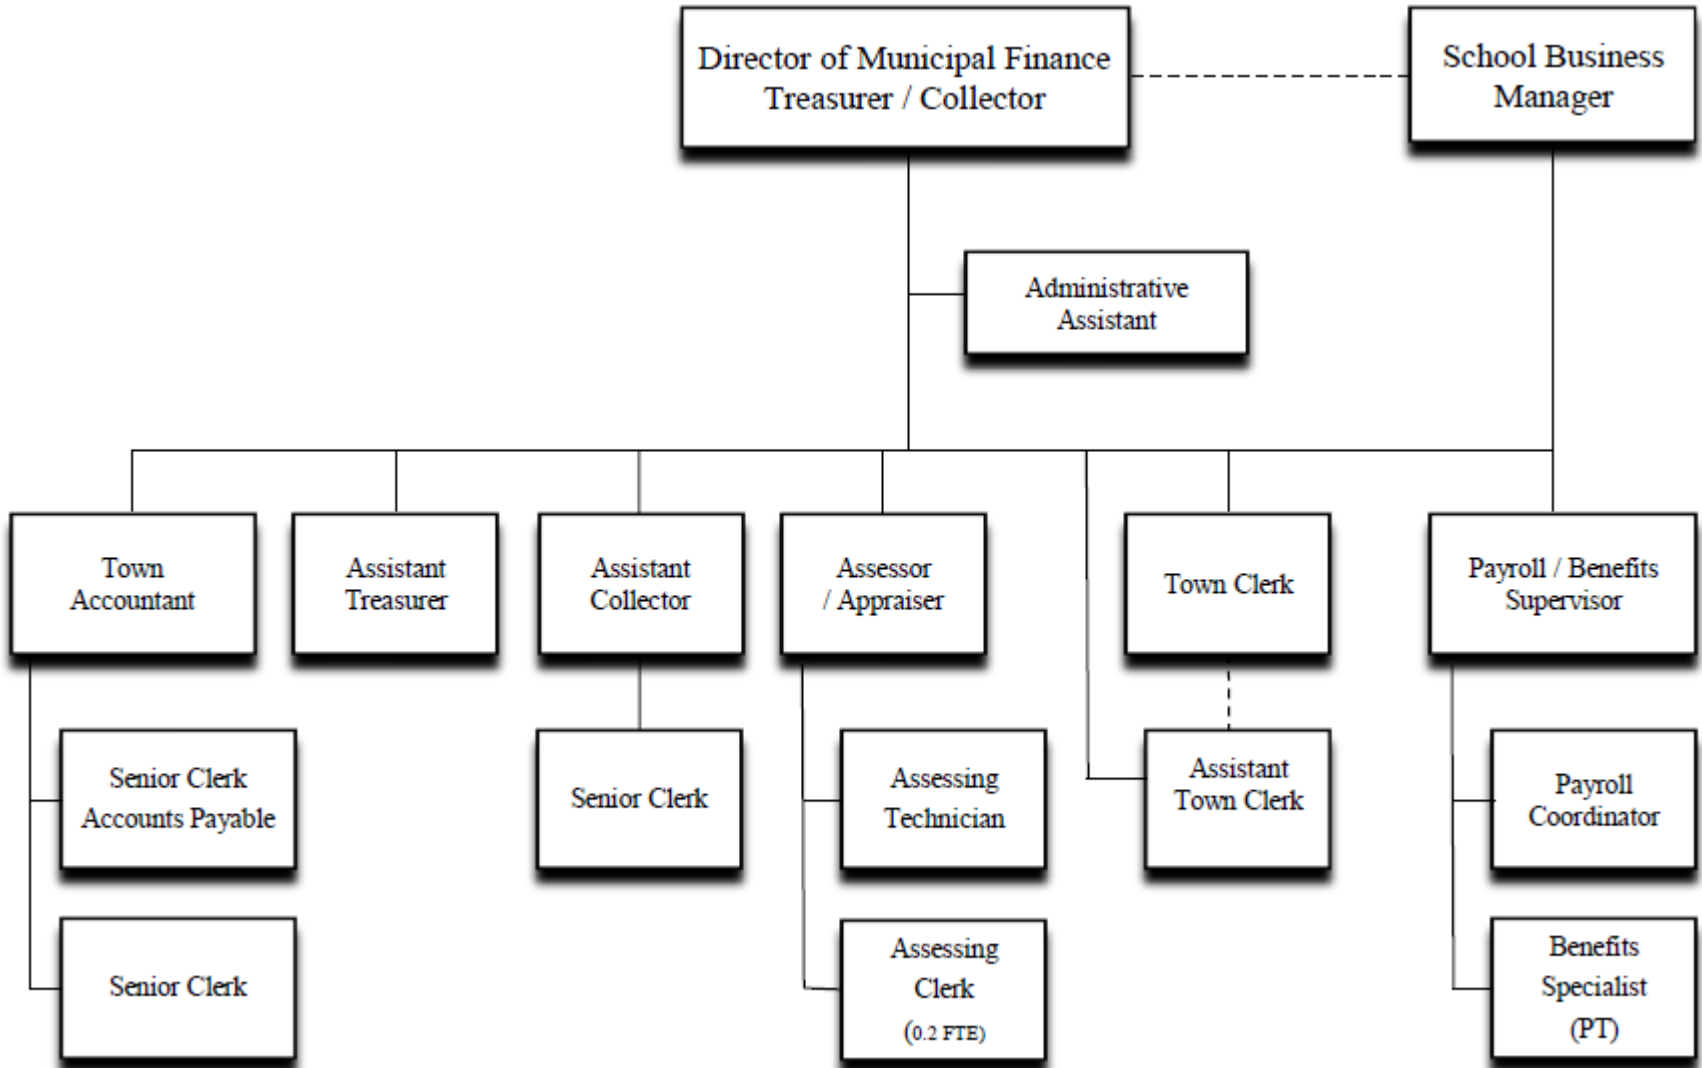 Director of Municipal Finance
Treasurer / Collector
School Business
Manager
Administrative
Assistant
Town
Accountant
Assistant
Treasurer
Assistant
Collector
Assessor
/ Appraiser
Town Clerk
Payroll / Benefits
Supervisor
Senior Clerk
Accounts Payable
Senior Clerk
Assessing
Technician
Assistant
Town Clerk
Payroll
Coordinator
Senior Clerk
Assessing
Clerk
(0.2 FTE)
Benefits
Specialist
(PT)